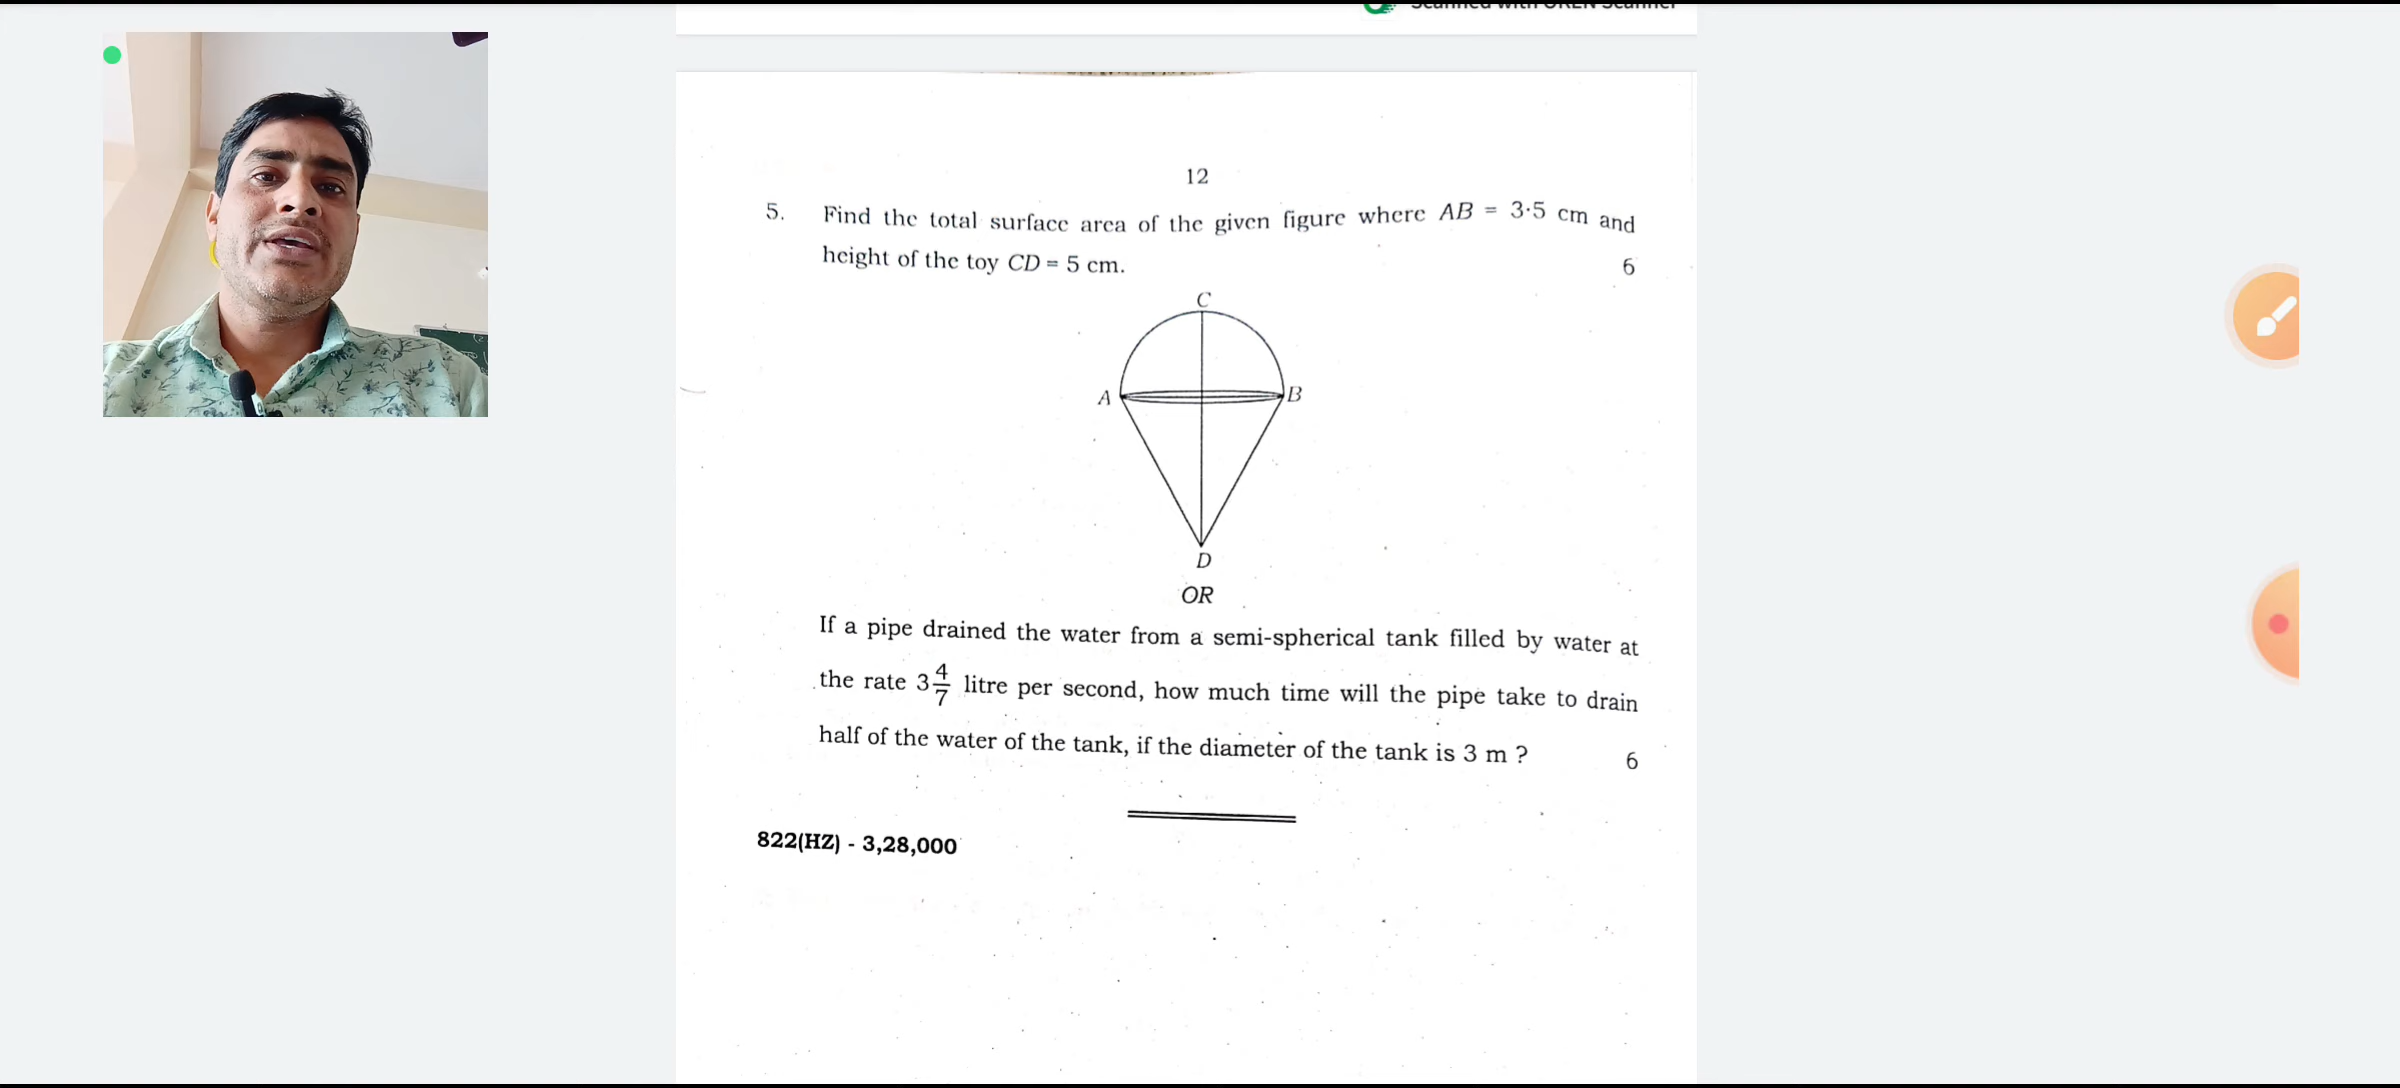 Scanned with OKEN Scanner
12
5. Find the total surface area of the given figure where AB = 3·5 cm and
height of the toy CD = 5 cm. 6
C
A B
D
OR
If a pipe drained the water from a semi-spherical tank filled by water at
the rate 3 4/7 litre per second, how much time will the pipe take to drain
half of the water of the tank, if the diameter of the tank is 3 m ? 6
822(HZ) - 3,28,000